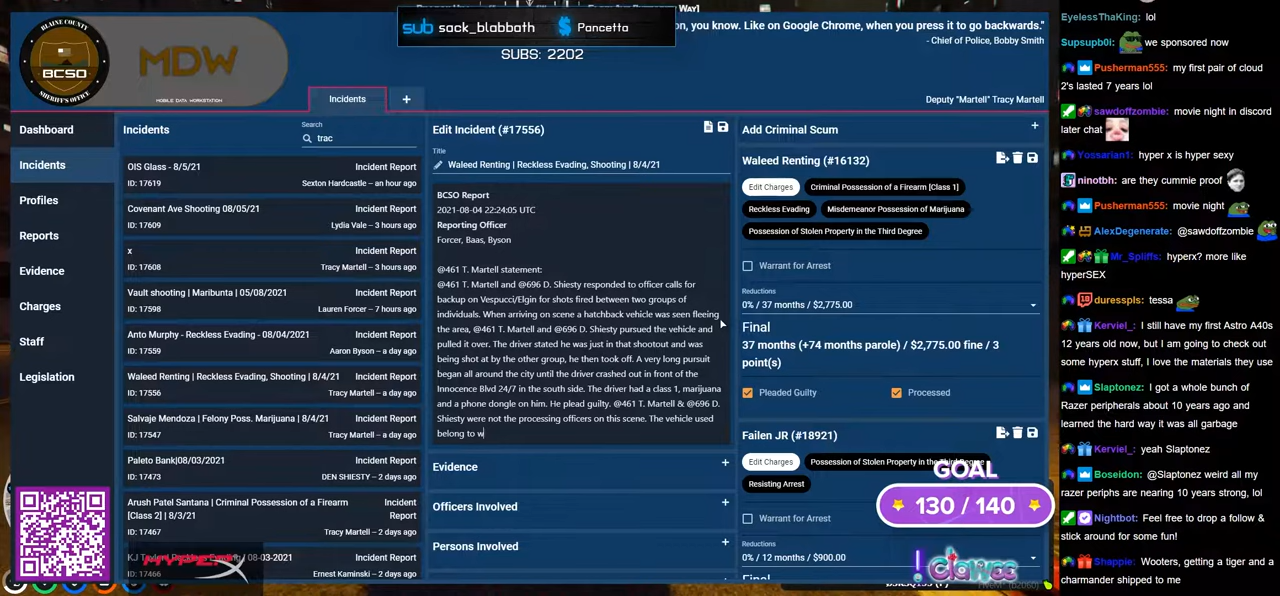 BLAINE COUNTY
BCSO
SHERIFF'S OFFICE
MDW
MOBILE DATA WORKSTATION
sub sack_blabbath Pancetta
SUBS: 2202
on, you know. Like on Google Chrome, when you press it to go backwards."
- Chief of Police, Bobby Smith
Incidents
+
Deputy "Martell" Tracy Martell
Dashboard
Incidents
Profiles
Reports
Evidence
Charges
Staff
Legislation
Incidents
Search
trac
OIS Glass - 8/5/21 Incident Report
ID: 17619 Sexton Hardcastle – an hour ago
Covenant Ave Shooting 08/05/21 Incident Report
ID: 17609 Lydia Vale – 3 hours ago
x Incident Report
ID: 17608 Tracy Martell – 3 hours ago
Vault shooting | Maribunta | 05/08/2021 Incident Report
ID: 17598 Lauren Forcer – 7 hours ago
Anto Murphy - Reckless Evading - 08/04/2021 Incident Report
ID: 17559 Aaron Byson – a day ago
Waleed Renting | Reckless Evading, Shooting | 8/4/21 Incident Report
ID: 17556 Tracy Martell – a day ago
Salvaje Mendoza | Felony Poss. Marijuana | 8/4/21 Incident Report
ID: 17547 Tracy Martell – a day ago
Paleto Bank|08/03/2021 Incident Report
ID: 17473 DEN SHIESTY – 2 days ago
Arush Patel Santana | Criminal Possession of a Firearm Incident
[Class 2] | 8/3/21 Report
ID: 17467 Tracy Martell – 2 days ago
08-03-2021 Incident Report
ID: 17466 Ernest Kaminski – 2 days ago
HYPERX
Edit Incident (#17556)
Title
Waleed Renting | Reckless Evading, Shooting | 8/4/21
BCSO Report
2021-08-04 22:24:05 UTC
Reporting Officer
Forcer, Baas, Byson
@461 T. Martell statement:
@461 T. Martell and @696 D. Shiesty responded to officer calls for
backup on Vespucci/Elgin for shots fired between two groups of
individuals. When arriving on scene a hatchback vehicle was seen fleeing
the area, @461 T. Martell and @696 D. Shiesty pursued the vehicle and
pulled it over. The driver stated he was just in that shootout and was
being shot at by the other group, he then took off. A very long pursuit
began all around the city until the driver crashed out in front of the
Innocence Blvd 24/7 in the south side. The driver had a class 1, marijuana
and a phone dongle on him. He plead guilty. @461 T. Martell & @696 D.
Shiesty were not the processing officers on this scene. The vehicle used
belong to w
Evidence +
Officers Involved +
Persons Involved +
Add Criminal Scum +
Waleed Renting (#16132)
Edit Charges Criminal Possession of a Firearm [Class 1]
Reckless Evading Misdemeanor Possession of Marijuana
Possession of Stolen Property in the Third Degree
Warrant for Arrest
Reductions
0% / 37 months / $2,775.00
Final
37 months (+74 months parole) / $2,775.00 fine / 3
point(s)
Pleaded Guilty Processed
Failen JR (#18921)
Edit Charges Possession of Stolen Property in the Third Degree
Resisting Arrest
GOAL
130 / 140
Warrant for Arrest
Reductions
0% / 12 months / $900.00
Final
! Clawee
EyelessThaKing: lol
Supsupb0i: we sponsored now
Pusherman555: my first pair of cloud
2's lasted 7 years lol
sawdoffzombie: movie night in discord
later chat
Yossarian1: hyper x is hyper sexy
ninotbh: are they cummie proof
Pusherman555: movie night
AlexDegenerate: @sawdoffzombie
Mr_Spliffs: hyperx? more like
hyperSEX
duresspls: tessa
Kerviel_: I still have my first Astro A40s
12 years old now, but I am going to check out
some hyperx stuff, I love the materials they use
Slaptonez: I got a whole bunch of
Razer peripherals about 10 years ago and
learned the hard way it was all garbage
Kerviel_: yeah Slaptonez
Boseidon: @Slaptonez weird all my
razer periphs are nearing 10 years strong, lol
Nightbot: Feel free to drop a follow &
stick around for some fun!
Shappie: Wooters, getting a tiger and a
charmander shipped to me